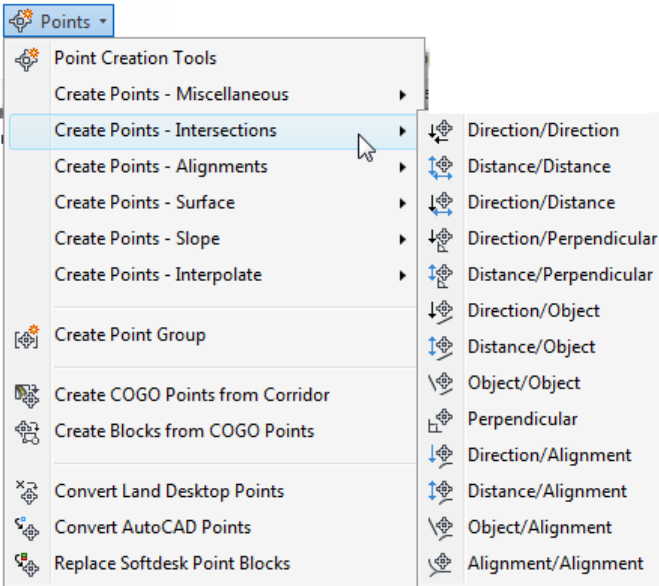 Points
Point Creation Tools
Create Points - Miscellaneous
Create Points - Intersections
Create Points - Alignments
Create Points - Surface
Create Points - Slope
Create Points - Interpolate
Create Point Group
Create COGO Points from Corridor
Create Blocks from COGO Points
Convert Land Desktop Points
Convert AutoCAD Points
Replace Softdesk Point Blocks
Direction/Direction
Distance/Distance
Direction/Distance
Direction/Perpendicular
Distance/Perpendicular
Direction/Object
Distance/Object
Object/Object
Perpendicular
Direction/Alignment
Distance/Alignment
Object/Alignment
Alignment/Alignment